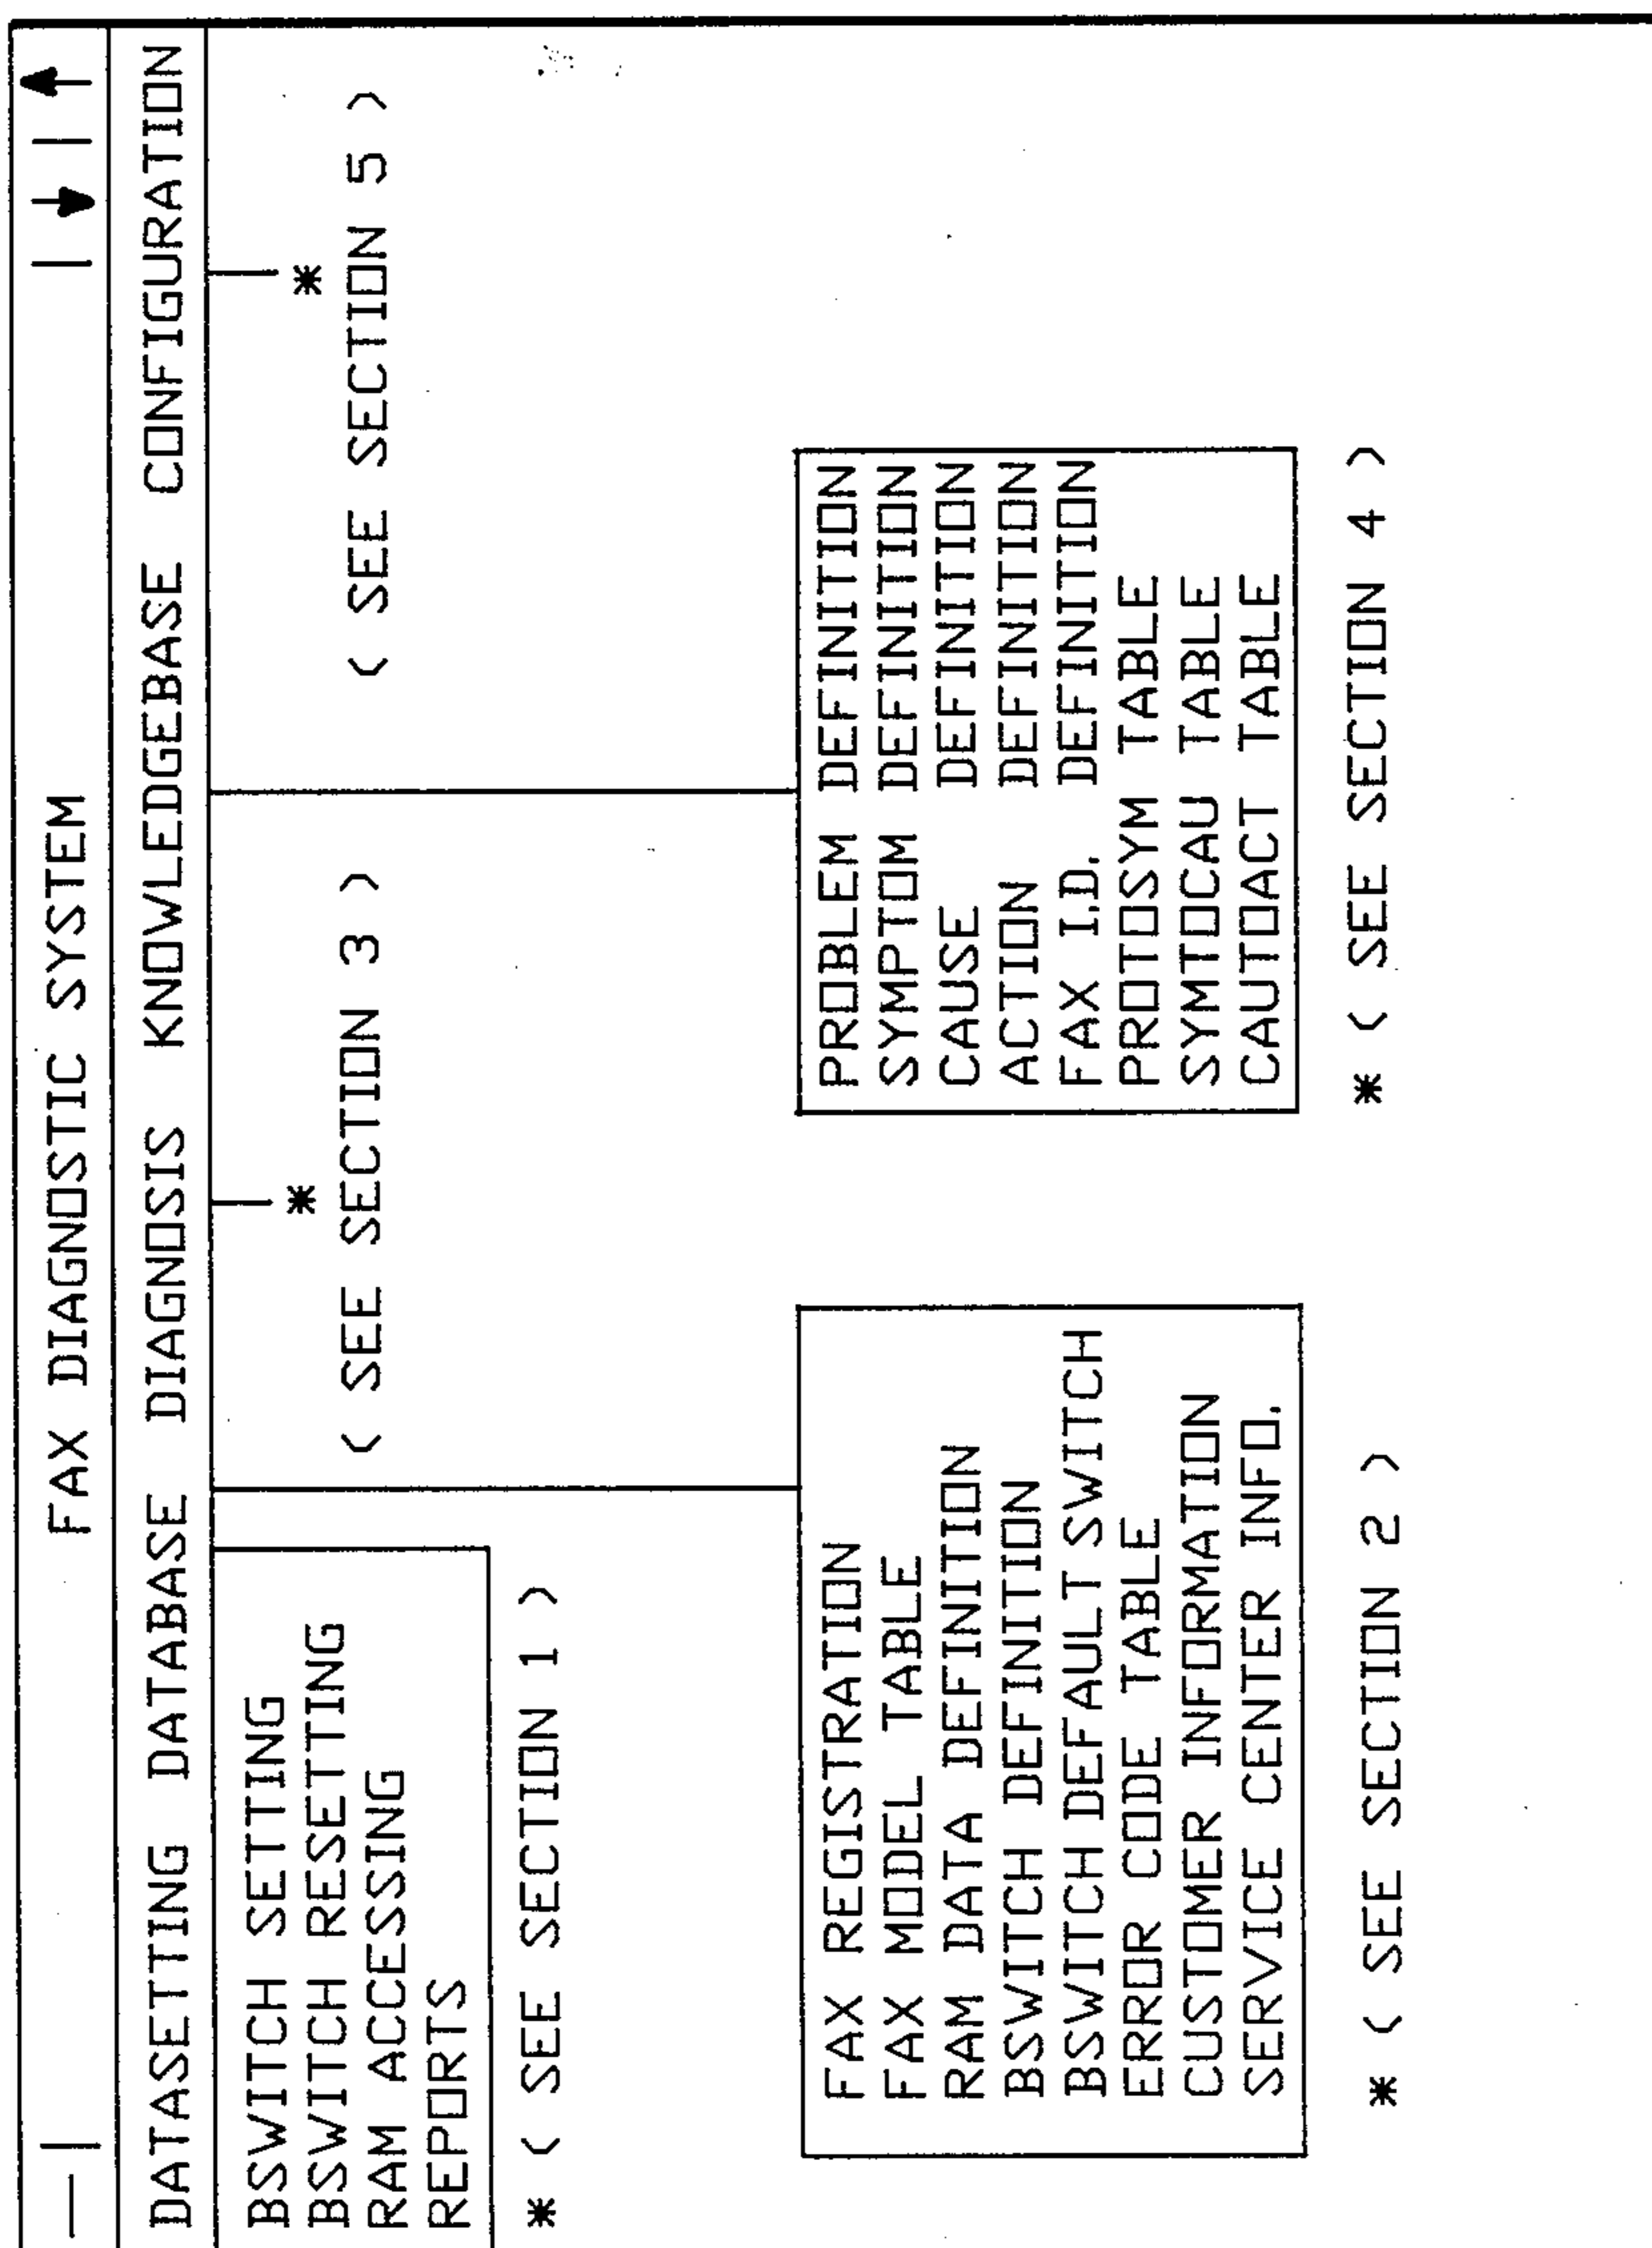 FAX DIAGNOSTIC SYSTEM
DATASETTING DATABASE DIAGNOSIS KNOWLEDGEBASE CONFIGURATION
BSWITCH SETTING
BSWITCH RESETTING
RAM ACCESSING
REPORTS
* ( SEE SECTION 1 )
*
( SEE SECTION 3 )
*
( SEE SECTION 5 )
FAX REGISTRATION
FAX MODEL TABLE
RAM DATA DEFINITION
BSWITCH DEFINITION
BSWITCH DEFAULT SWITCH
ERROR CODE TABLE
CUSTOMER INFORMATION
SERVICE CENTER INFO.
* ( SEE SECTION 2 )
PROBLEM DEFINITION
SYMPTOM DEFINITION
CAUSE DEFINITION
ACTION DEFINITION
FAX I.D. DEFINITION
PROTOSYM TABLE
SYMTOCAU TABLE
CAUTOACT TABLE
* ( SEE SECTION 4 )